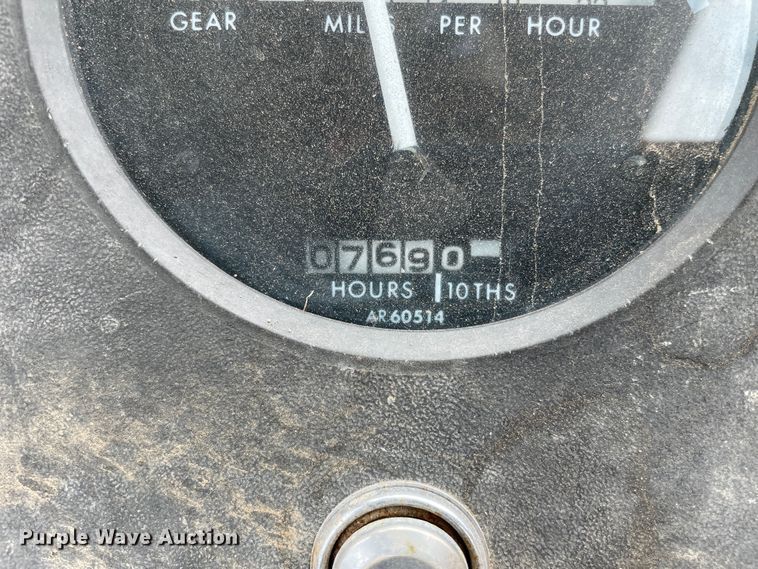 GEAR MILES PER HOUR
07690
HOURS 10THS
AR60514
Purple Wave Auction